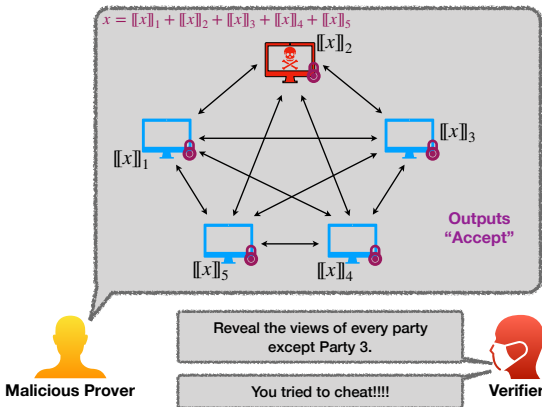 x = ⟦x⟧₁ + ⟦x⟧₂ + ⟦x⟧₃ + ⟦x⟧₄ + ⟦x⟧₅
⟦x⟧₂
⟦x⟧₁
⟦x⟧₃
⟦x⟧₅
⟦x⟧₄
Outputs
“Accept”
Reveal the views of every party
except Party 3.
You tried to cheat!!!!
Malicious Prover
Verifier